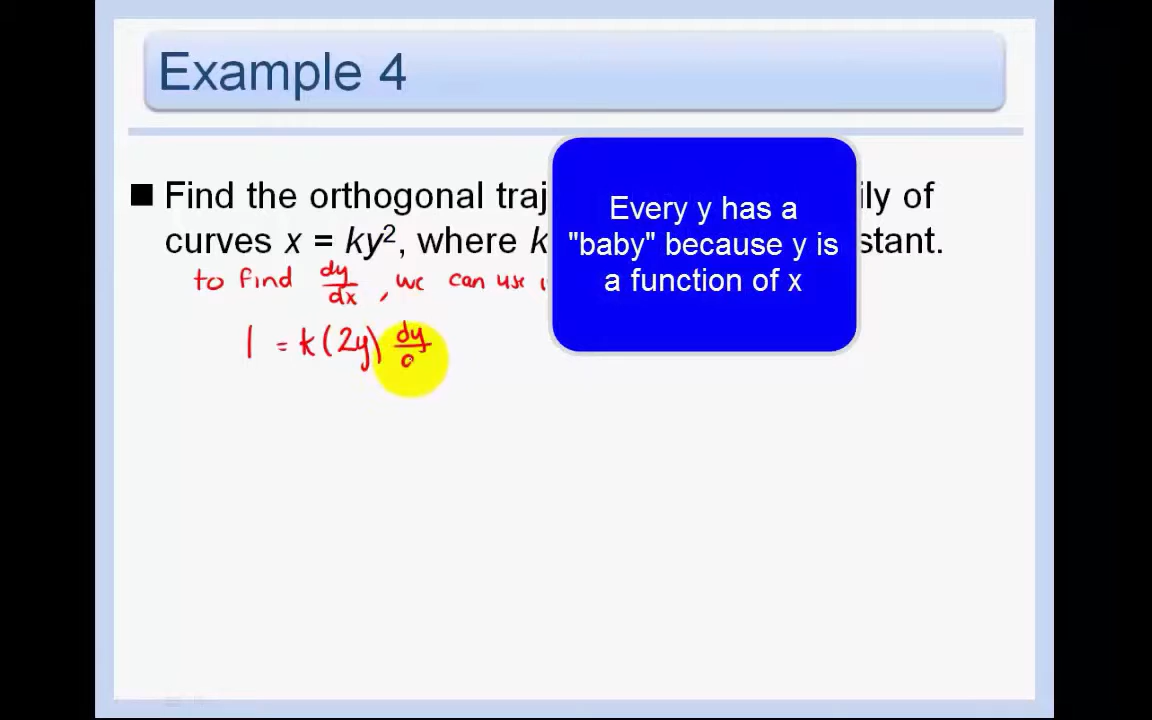 Example 4
Find the orthogonal traj ily of
curves x = ky², where k stant.
to find dy/dx, we can use
1 = k(2y) dy
Every y has a
"baby" because y is
a function of x